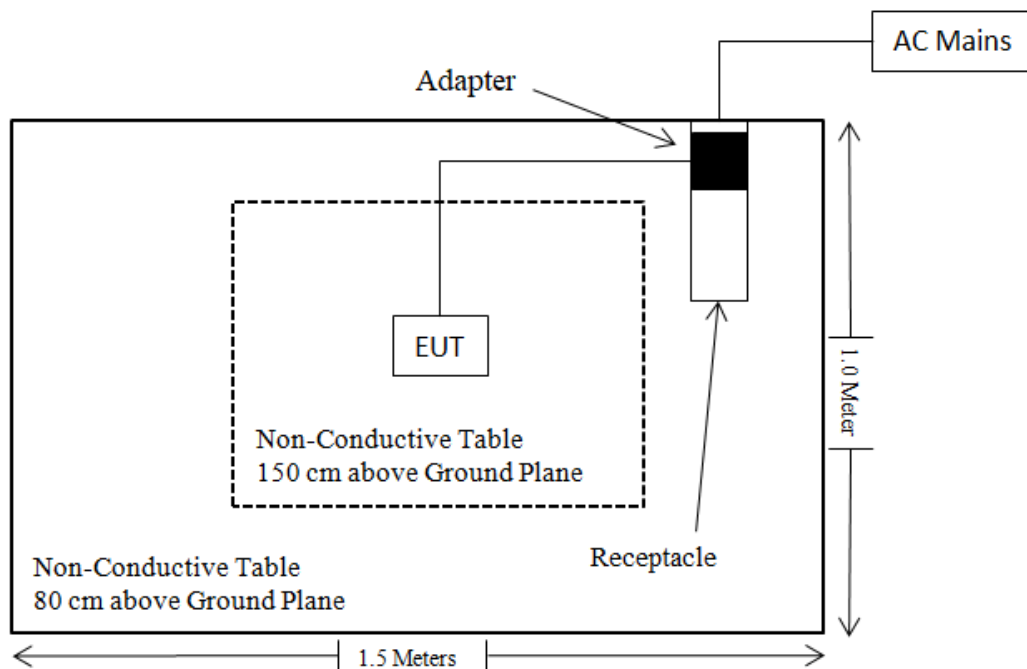 AC Mains
Adapter
EUT
Non-Conductive Table
150 cm above Ground Plane
1.0 Meter
Receptacle
Non-Conductive Table
80 cm above Ground Plane
1.5 Meters